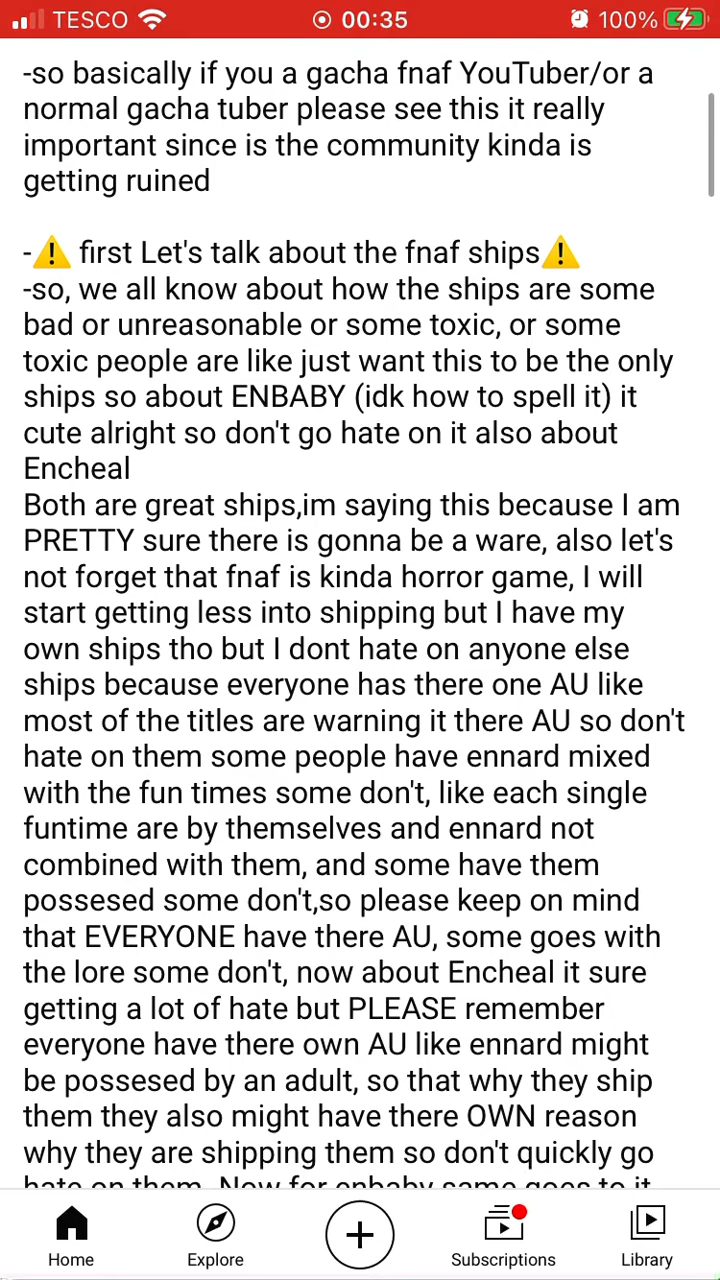 TESCO 00:35 100%
-so basically if you a gacha fnaf YouTuber/or a
normal gacha tuber please see this it really
important since is the community kinda is
getting ruined
-⚠️ first Let's talk about the fnaf ships⚠️
-so, we all know about how the ships are some
bad or unreasonable or some toxic, or some
toxic people are like just want this to be the only
ships so about ENBABY (idk how to spell it) it
cute alright so don't go hate on it also about
Encheal
Both are great ships,im saying this because I am
PRETTY sure there is gonna be a ware, also let's
not forget that fnaf is kinda horror game, I will
start getting less into shipping but I have my
own ships tho but I dont hate on anyone else
ships because everyone has there one AU like
most of the titles are warning it there AU so don't
hate on them some people have ennard mixed
with the fun times some don't, like each single
funtime are by themselves and ennard not
combined with them, and some have them
possesed some don't,so please keep on mind
that EVERYONE have there AU, some goes with
the lore some don't, now about Encheal it sure
getting a lot of hate but PLEASE remember
everyone have there own AU like ennard might
be possesed by an adult, so that why they ship
them they also might have there OWN reason
why they are shipping them so don't quickly go
hate on them. Now for enbaby same goes to it
Home Explore Subscriptions Library